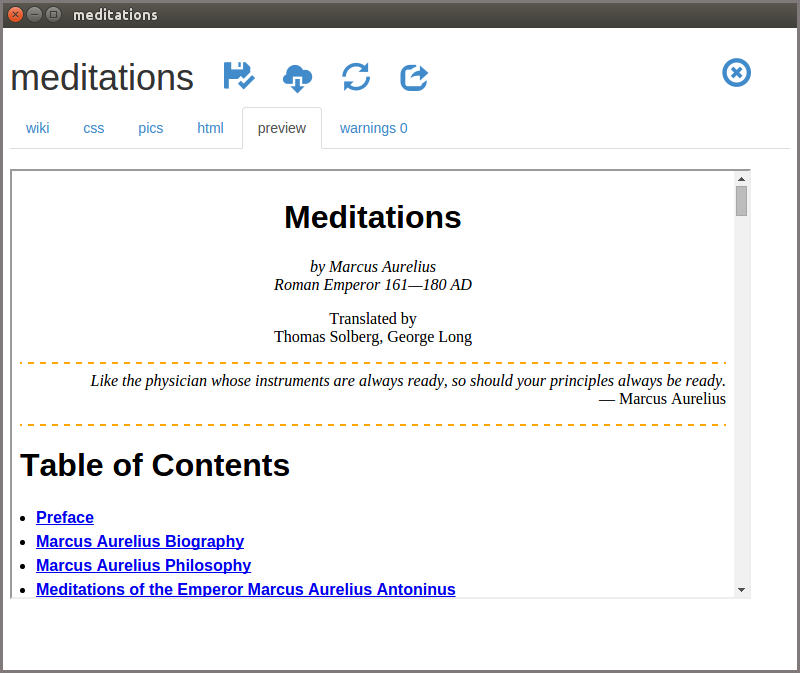 meditations
meditations
wiki css pics html preview warnings 0
Meditations
by Marcus Aurelius
Roman Emperor 161—180 AD
Translated by
Thomas Solberg, George Long
Like the physician whose instruments are always ready, so should your principles always be ready.
— Marcus Aurelius
Table of Contents
• Preface
• Marcus Aurelius Biography
• Marcus Aurelius Philosophy
• Meditations of the Emperor Marcus Aurelius Antoninus